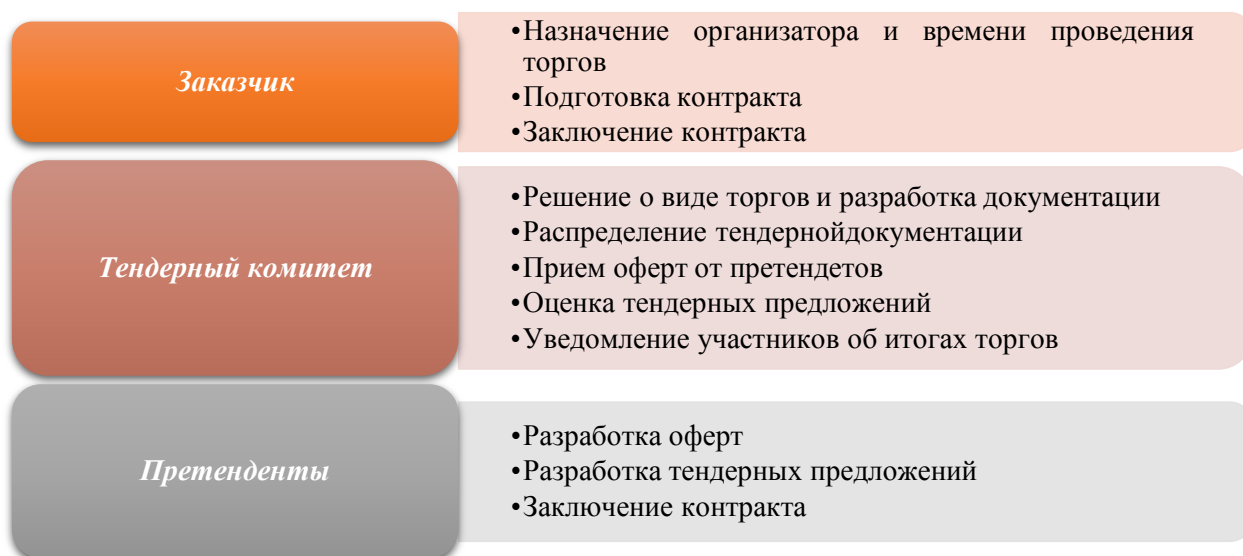 Заказчик
•Назначение организатора и времени проведения
торгов
•Подготовка контракта
•Заключение контракта
Тендерный комитет
•Решение о виде торгов и разработка документации
•Распределение тендернойдокументации
•Прием оферт от претендетов
•Оценка тендерных предложений
•Уведомление участников об итогах торгов
Претенденты
•Разработка оферт
•Разработка тендерных предложений
•Заключение контракта